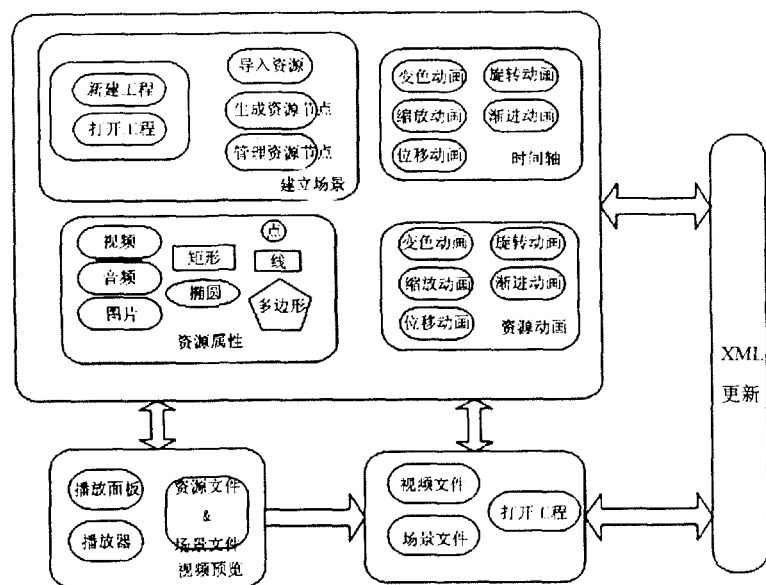 新建工程
打开工程
导入资源
生成资源节点
管理资源节点
建立场景
变色动画
旋转动画
缩放动画
渐进动画
位移动画
时间轴
视频
音频
图片
矩形
椭圆
点
线
多边形
资源属性
变色动画
旋转动画
缩放动画
渐进动画
位移动画
资源动画
XML
更新
播放面板
播放器
资源文件
&
场景文件
视频预览
视频文件
场景文件
打开工程